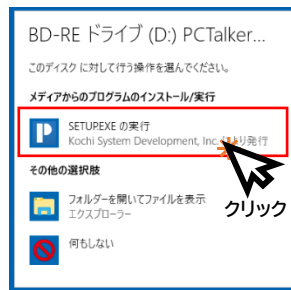 BD-RE ドライブ (D:) PCTalker...
このディスク に対して行う操作を選んでください。
メディアからのプログラムのインストール/実行
SETUP.EXE の実行
Kochi System Development, Inc. により発行
その他の選択肢
フォルダーを開いてファイルを表示
エクスプローラー
クリック
何もしない